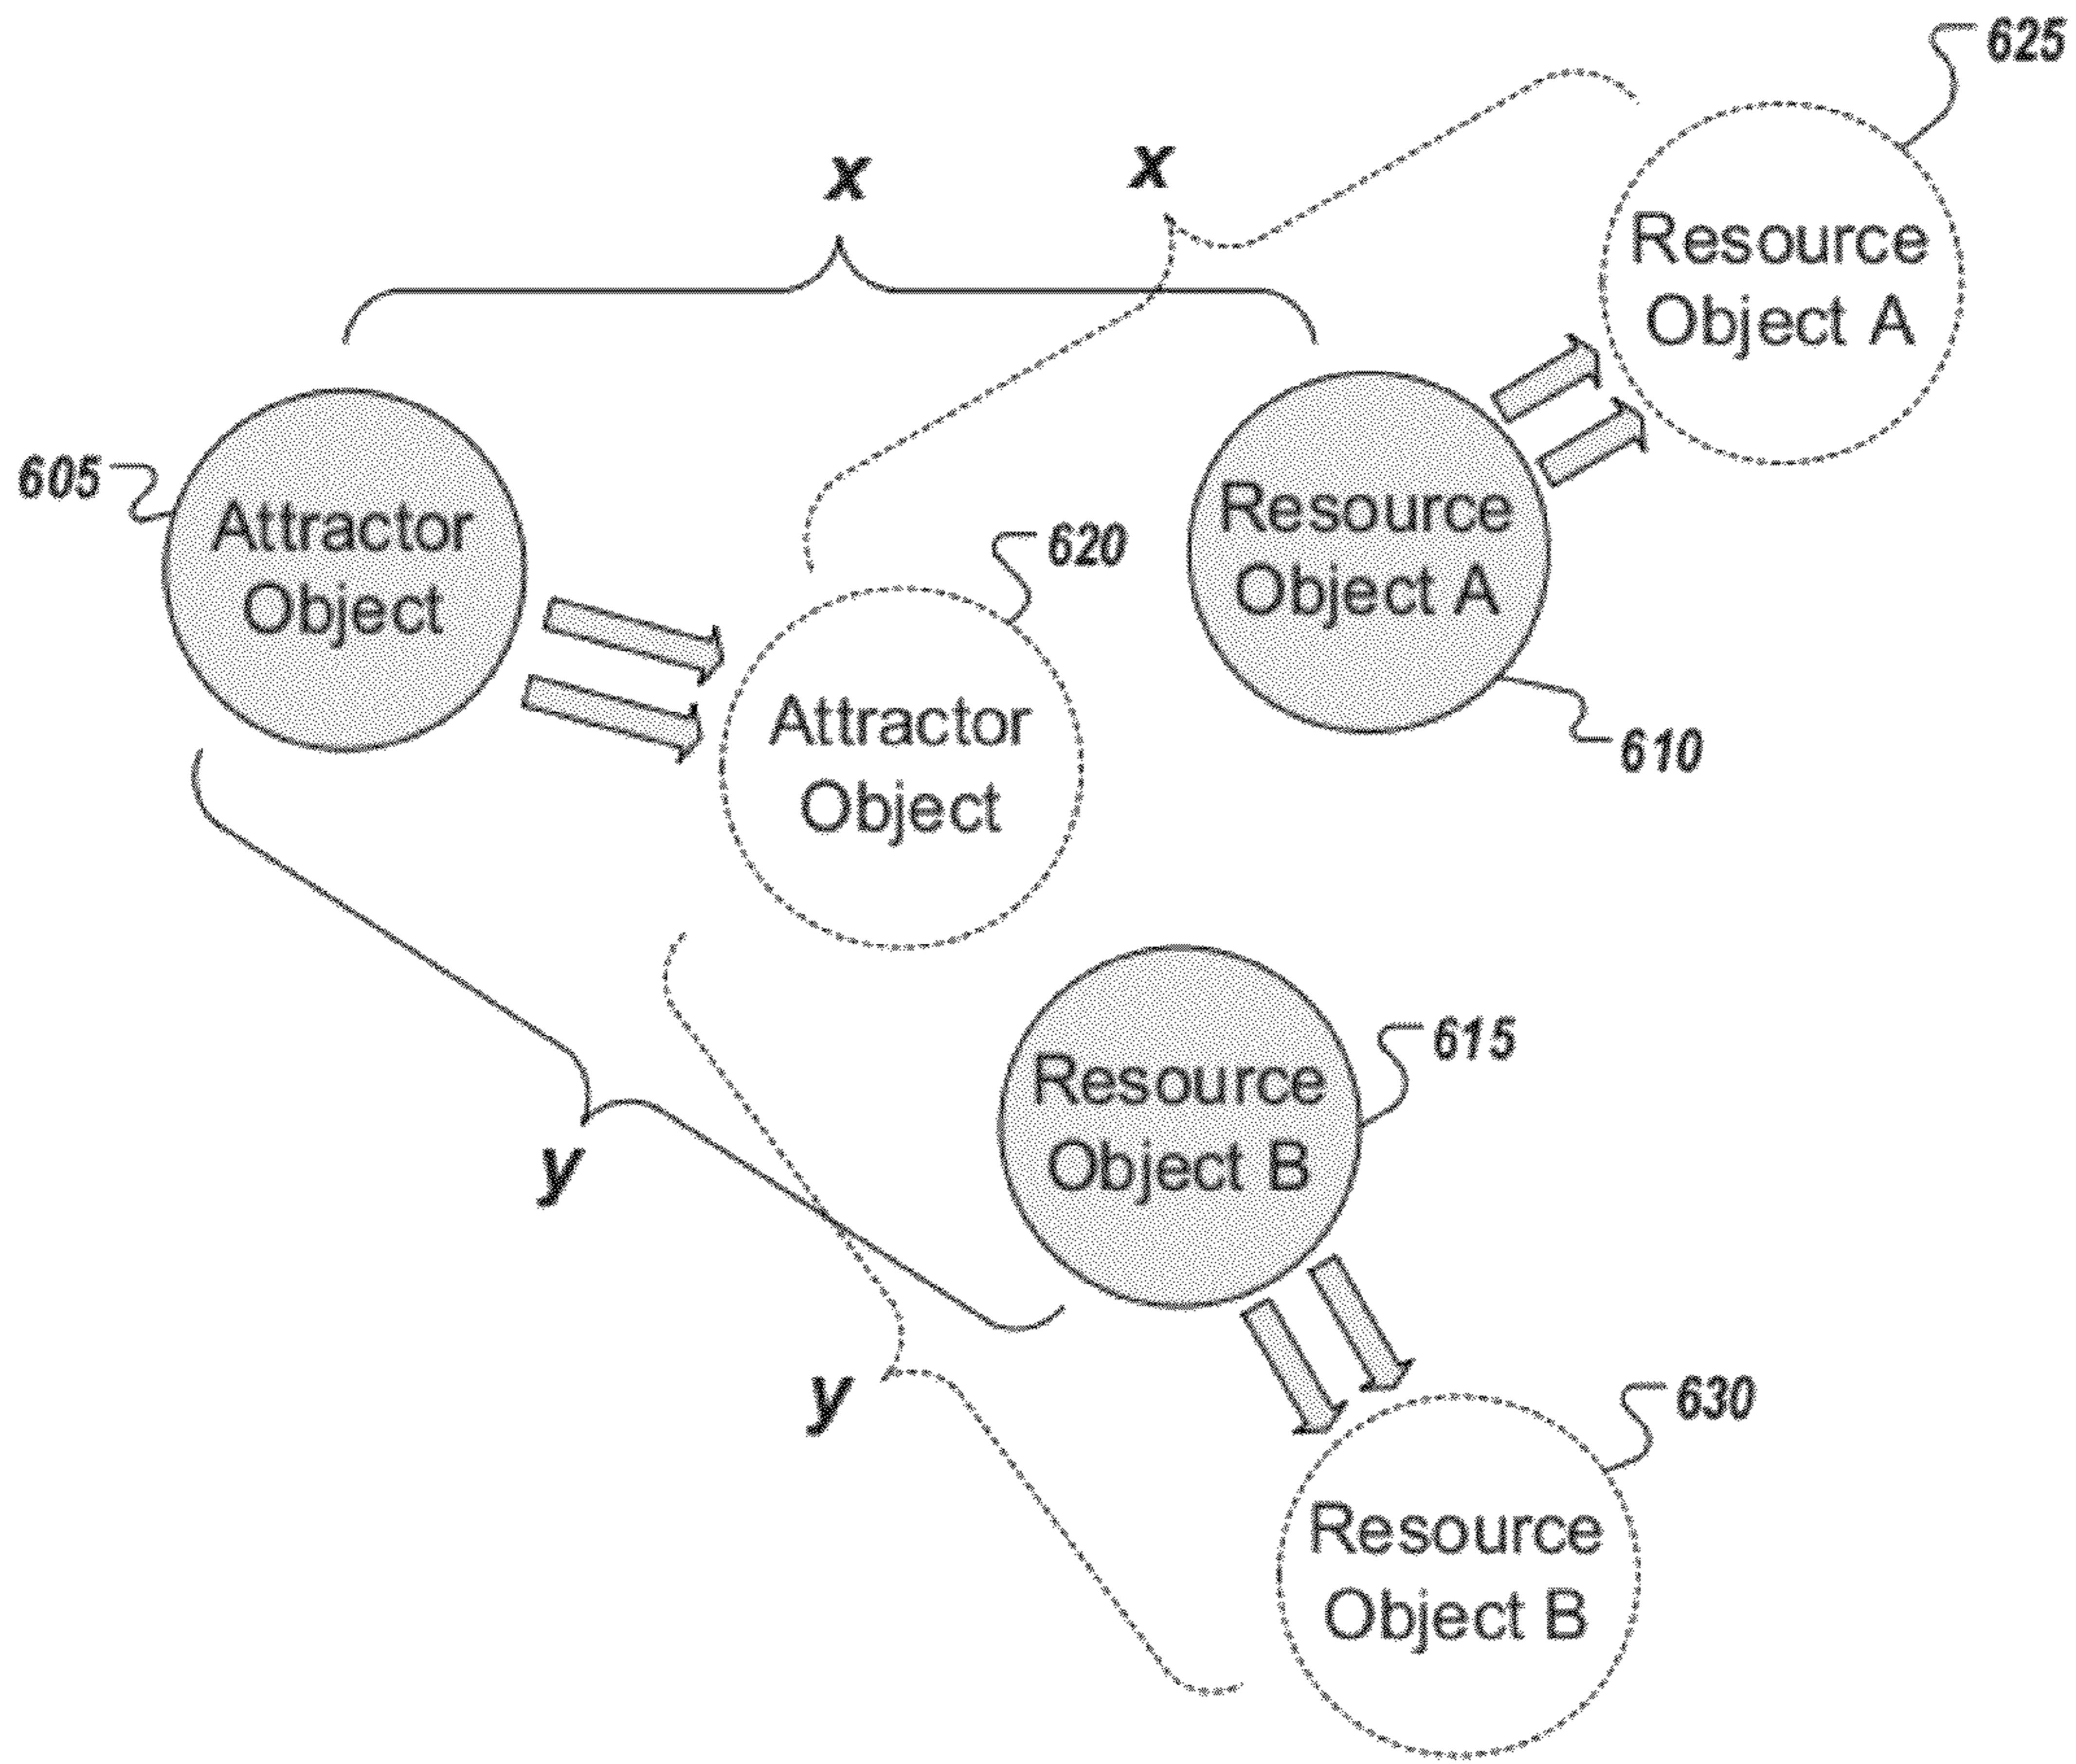 625
x
x
Resource
Object A
605
Attractor
Object
620
Resource
Object A
610
Attractor
Object
615
Resource
Object B
y
y
630
Resource
Object B